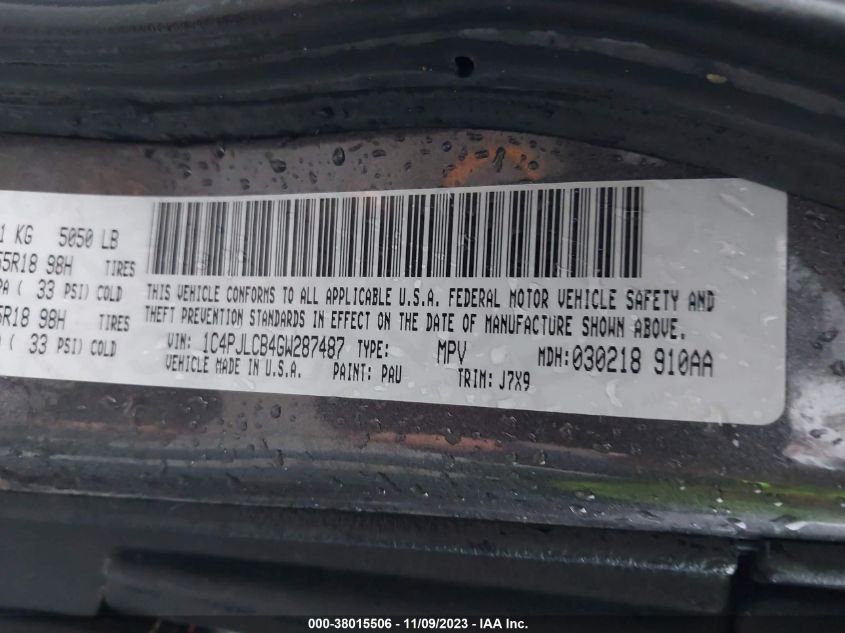 1 KG 5050 LB
55R18 98H TIRES
PA ( 33 PSI) COLD
5R18 98H TIRES
( 33 PSI) COLD
THIS VEHICLE CONFORMS TO ALL APPLICABLE U.S.A. FEDERAL MOTOR VEHICLE SAFETY AND
THEFT PREVENTION STANDARDS IN EFFECT ON THE DATE OF MANUFACTURE SHOWN ABOVE.
VIN: 1C4PJLCB4GW287487 TYPE: MPV MDH:030218 910AA
VEHICLE MADE IN U.S.A. PAINT: PAU TRIM: J7X9
000-38015506 - 11/09/2023 - IAA Inc.